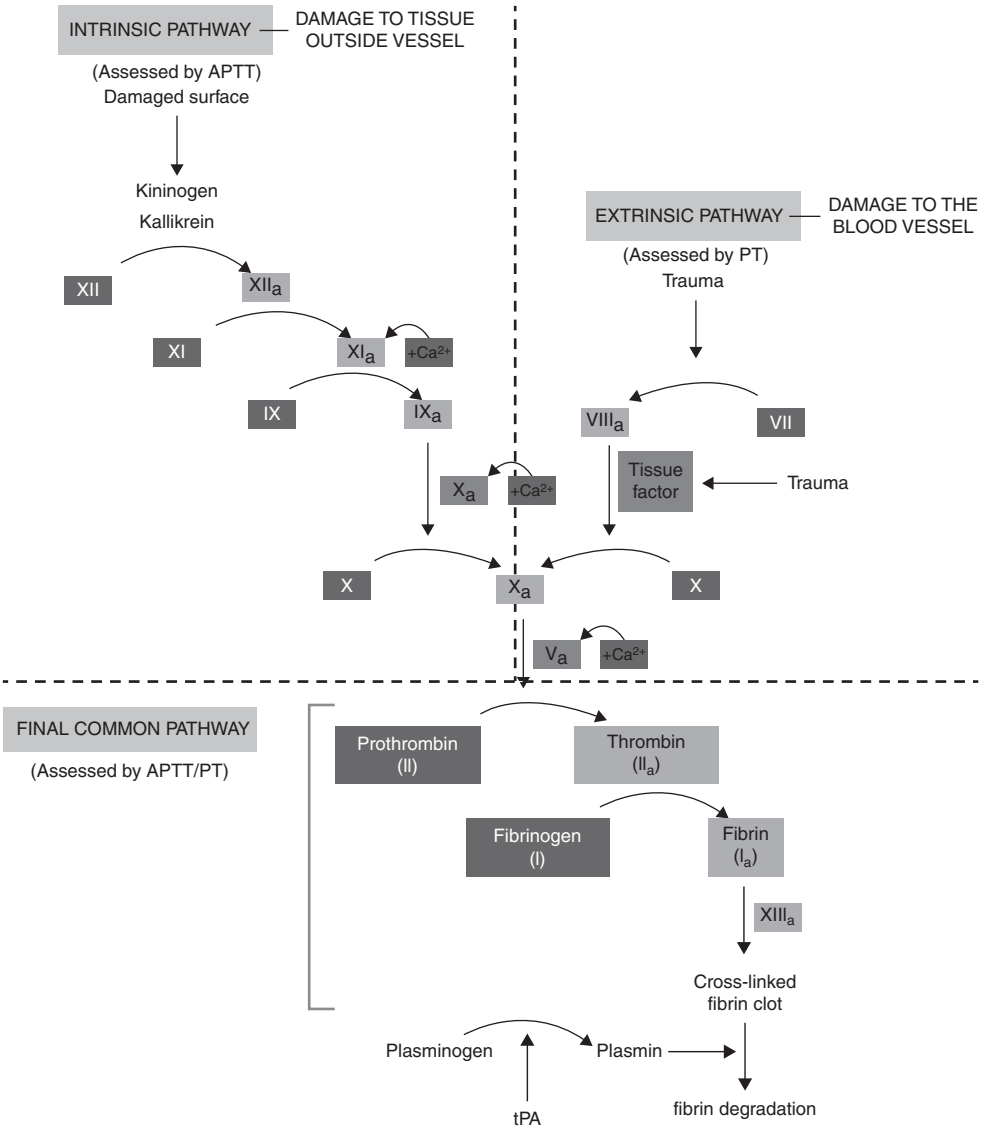 INTRINSIC PATHWAY
DAMAGE TO TISSUE
OUTSIDE VESSEL
(Assessed by APTT)
Damaged surface
Kininogen
Kallikrein
XII
XIIa
XI
XIa
+Ca²⁺
IX
IXa
EXTRINSIC PATHWAY
DAMAGE TO THE
BLOOD VESSEL
(Assessed by PT)
Trauma
VIIIa
VII
Tissue
factor
Trauma
Xa
+Ca²⁺
X
Xa
X
Va
+Ca²⁺
FINAL COMMON PATHWAY
(Assessed by APTT/PT)
Prothrombin
(II)
Thrombin
(IIa)
Fibrinogen
(I)
Fibrin
(Ia)
XIIIa
Cross-linked
fibrin clot
Plasminogen
Plasmin
tPA
fibrin degradation